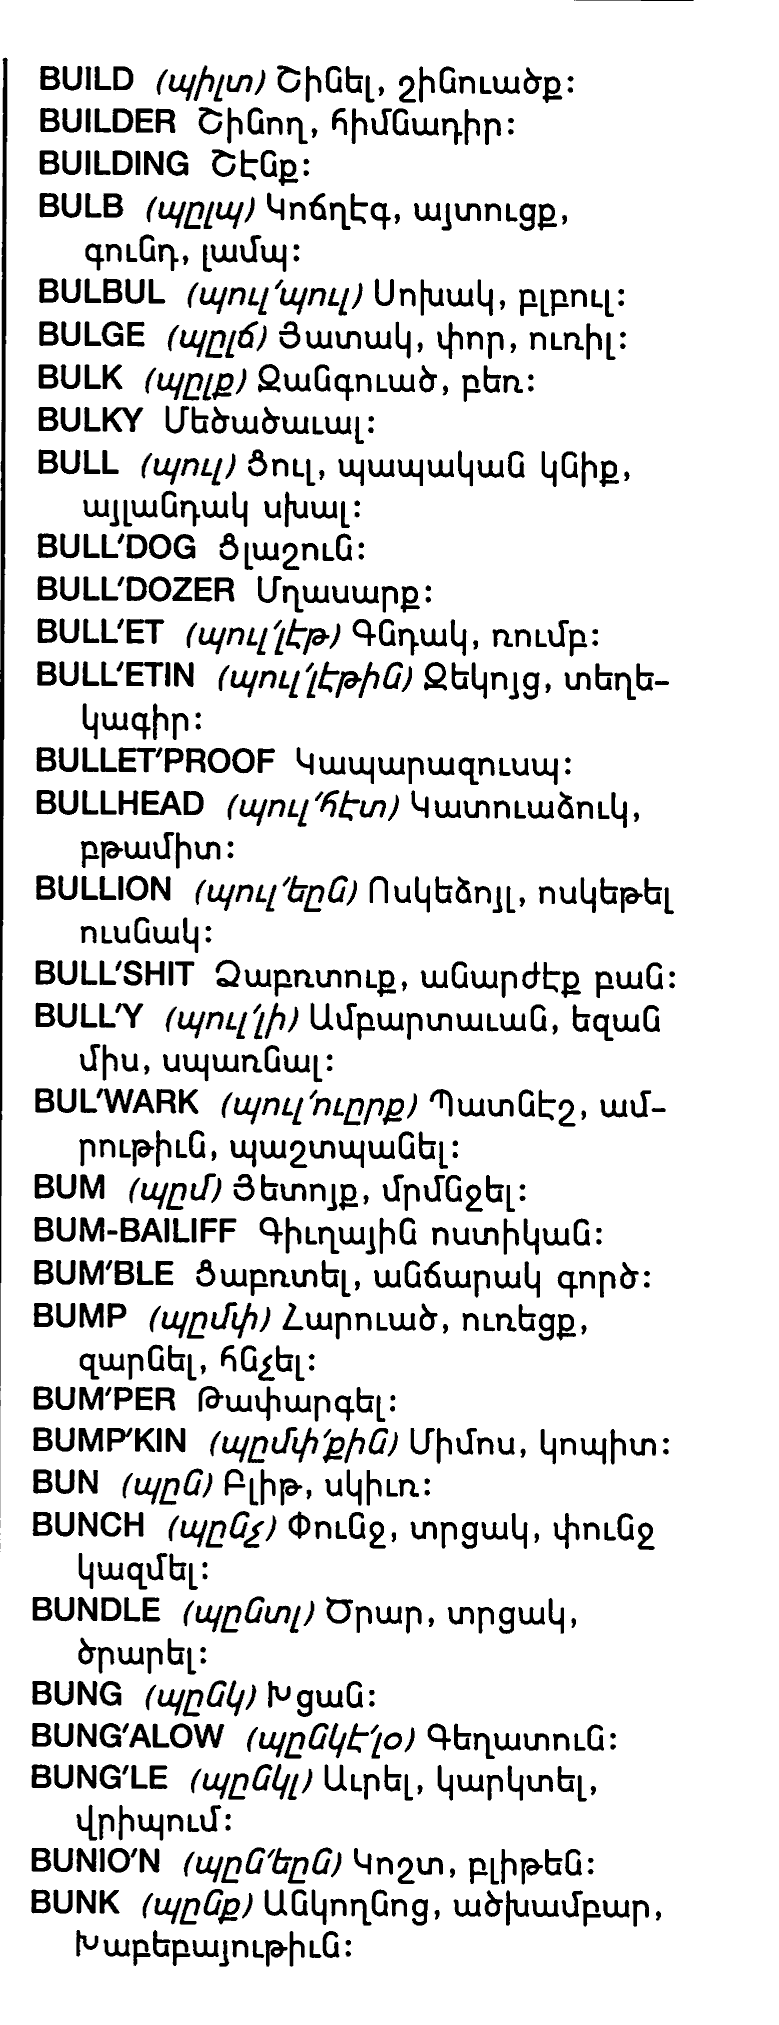 BUILD (պիլտ) Շինել, շինուածք:
BUILDER Շինող, հիմնադիր:
BUILDING Շէնք:
BULB (պըլպ) Կոճղէզ, այտուցք,
գունդ, լամպ:
BULBUL (պուլ՛պուլ) Սոխակ, բլբուլ:
BULGE (պըլճ) Յատակ, փոր, ուռիլ:
BULK (պըլք) Զանգուած, բեռ:
BULKY Մեծածաւալ:
BULL (պուլ) Ցուլ, պապական կնիք,
այլանդակ սխալ:
BULL'DOG Ցլաշուն:
BULL'DOZER Մղասարք:
BULL'ET (պուլ՛լէթ) Գնդակ, ռումբ:
BULL'ETIN (պուլ՛լէթին) Զեկոյց, տեղե-
կագիր:
BULLET'PROOF Կապարազուսպ:
BULLHEAD (պուլ՛հէտ) Կատուաձուկ,
բթամիտ:
BULLION (պուլ՛եըն) Ոսկեձոյլ, ոսկեթել
ուսնակ:
BULL'SHIT Զաբռտուք, անարժէք բան:
BULL'Y (պուլ՛լի) Ամբարտաւան, եզան
միս, սպառնալ:
BUL'WARK (պուլ՛ուըրք) Պատնէշ, ամ-
րութիւն, պաշտպանել:
BUM (պըմ) Յետոյք, մրմնջել:
BUM-BAILIFF Գիւղային ոստիկան:
BUM'BLE Ցաբռտել, անճարակ գործ:
BUMP (պըմփ) Հարուած, ուռեցք,
զարնել, հնչել:
BUM'PER Թափարգել:
BUMP'KIN (պըմփ՛քին) Միմոս, կոպիտ:
BUN (պըն) Բլիթ, սկիւռ:
BUNCH (պընչ) Փունջ, տրցակ, փունջ
կազմել:
BUNDLE (պընտլ) Ծրար, տրցակ,
ծրարել:
BUNG (պընկ) Խցան:
BUNG'ALOW (պընկէ՛լօ) Գեղատուն:
BUNG'LE (պընկլ) Աւրել, կարկտել,
վրիպում:
BUNIO'N (պըն՛եըն) Կոշտ, բլիթեն:
BUNK (պընք) Անկողնոց, ածխամբար,
Խաբեբայութիւն: